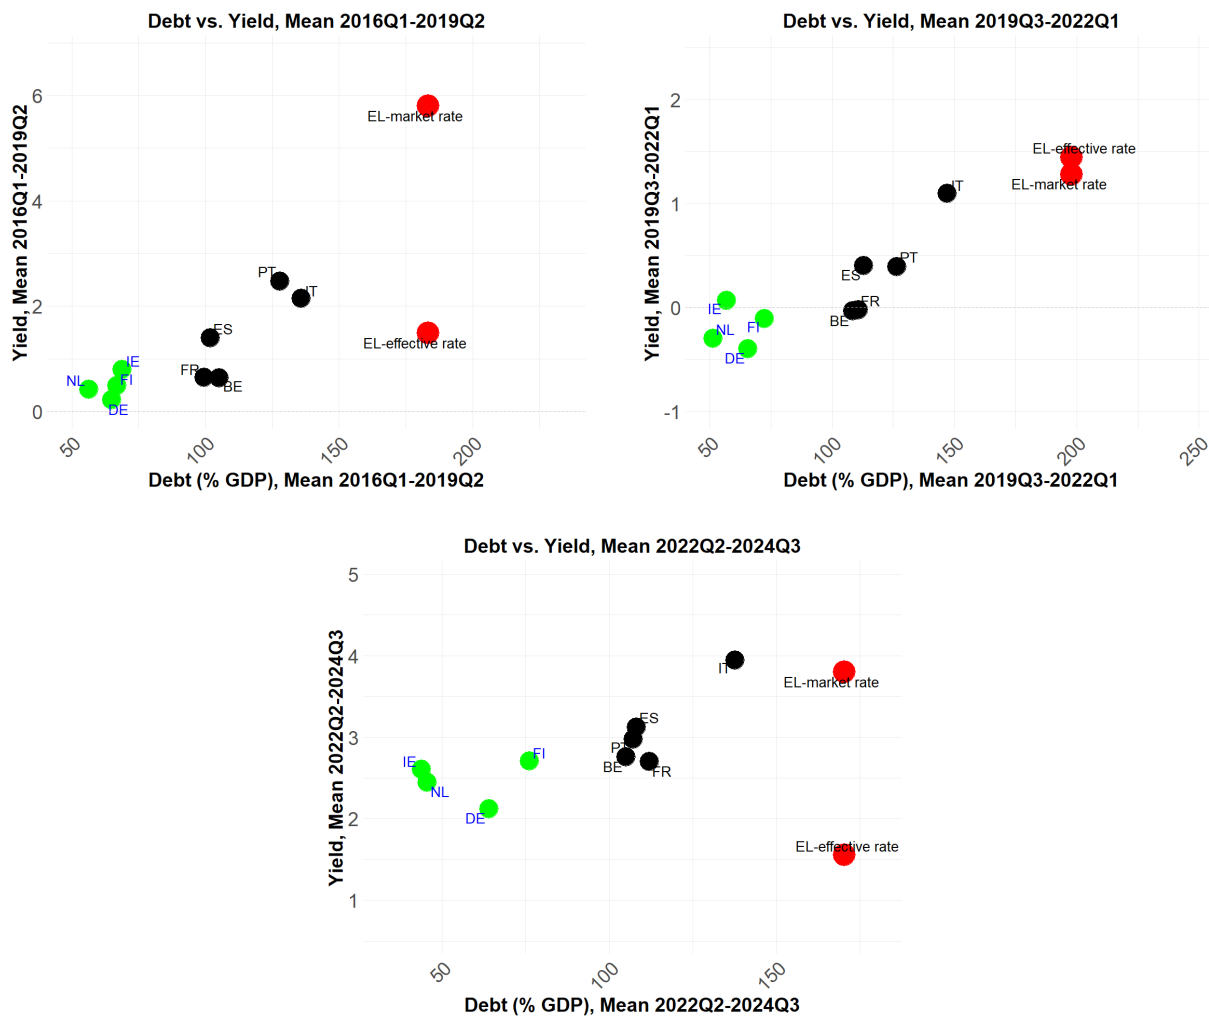 Debt vs. Yield, Mean 2016Q1-2019Q2
Yield, Mean 2016Q1-2019Q2
6
4
2
0
EL-market rate
PT
IT
ES
EL-effective rate
IE
FR
NL
FI
BE
DE
50
100
150
200
Debt (% GDP), Mean 2016Q1-2019Q2
Debt vs. Yield, Mean 2019Q3-2022Q1
Yield, Mean 2019Q3-2022Q1
2
1
0
-1
EL-effective rate
IT
EL-market rate
PT
ES
FR
IE
BE
FI
NL
DE
50
100
150
200
250
Debt (% GDP), Mean 2019Q3-2022Q1
Debt vs. Yield, Mean 2022Q2-2024Q3
Yield, Mean 2022Q2-2024Q3
5
4
3
2
1
IT
EL-market rate
ES
PT
FI
IE
BE
FR
NL
DE
EL-effective rate
50
100
150
Debt (% GDP), Mean 2022Q2-2024Q3